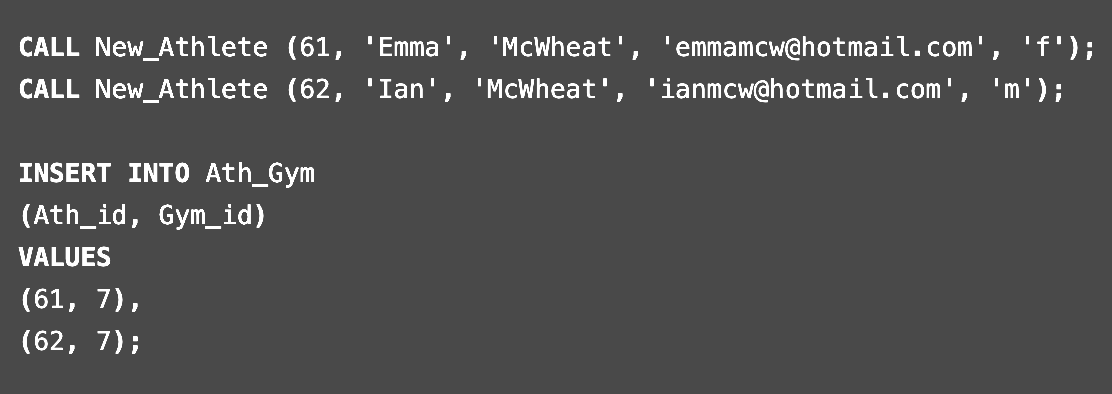 CALL New_Athlete (61, 'Emma', 'McWheat', 'emmamcw@hotmail.com', 'f');
CALL New_Athlete (62, 'Ian', 'McWheat', 'ianmcw@hotmail.com', 'm');
INSERT INTO Ath_Gym
(Ath_id, Gym_id)
VALUES
(61, 7),
(62, 7);